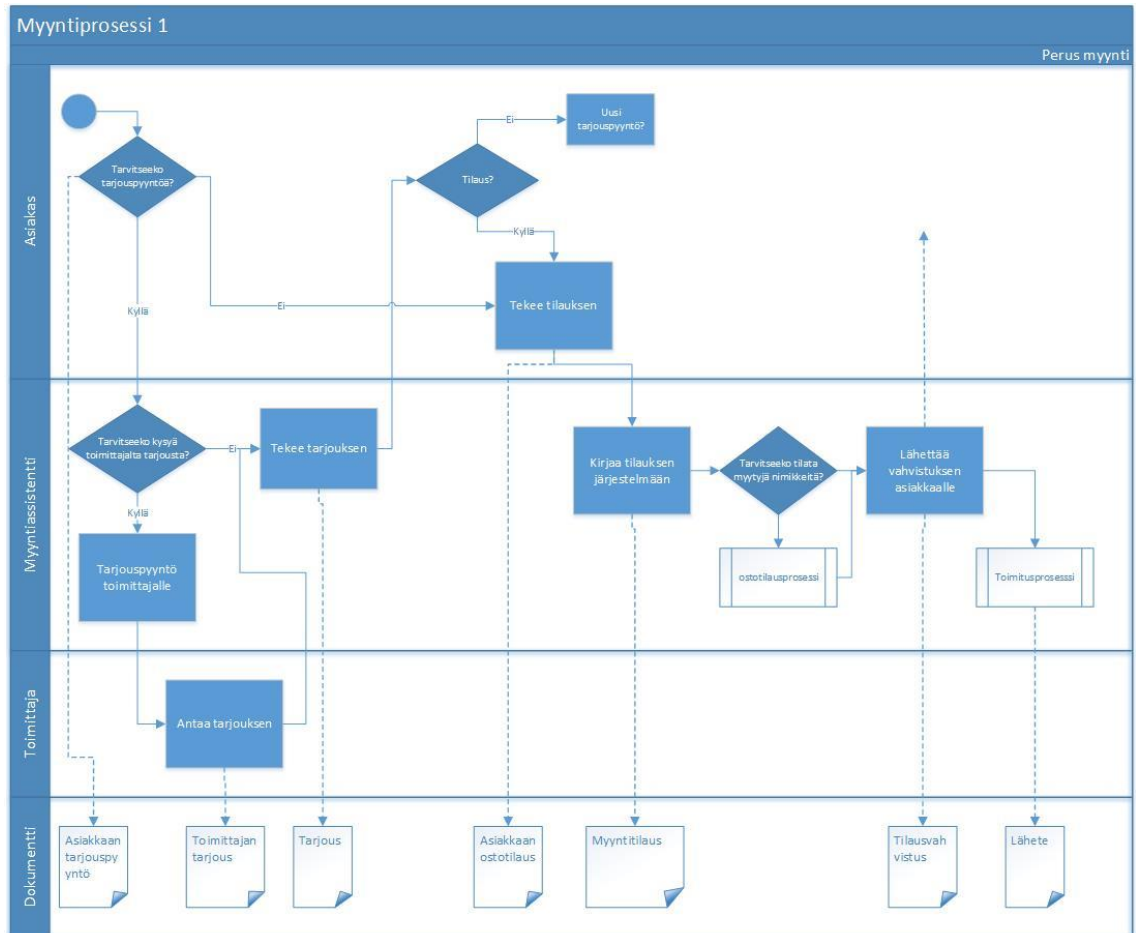 Myyntiprosessi 1
Perus myynti
Asiakas
Tarvitseeko
tarjouspyyntöä?
Tilaus?
Ei
Uusi
tarjouspyyntö?
Kyllä
Kyllä
Ei
Tekee tilauksen
Myyntiassistentti
Tarvitseeko kysyä
toimittajalta tarjousta?
Ei
Tekee tarjouksen
Kirjaa tilauksen
järjestelmään
Tarvitseeko tilata
myytyjä nimikkeitä?
Lähettää
vahvistuksen
asiakkaalle
Kyllä
Tarjouspyyntö
toimittajalle
ostotilausprosessi
Toimitusprosesssi
Toimittaja
Antaa tarjouksen
Dokumentti
Asiakkaan
tarjouspy
yntö
Toimittajan
tarjous
Tarjous
Asiakkaan
ostotilaus
Myyntitilaus
Tilausvah
vistus
Lähete